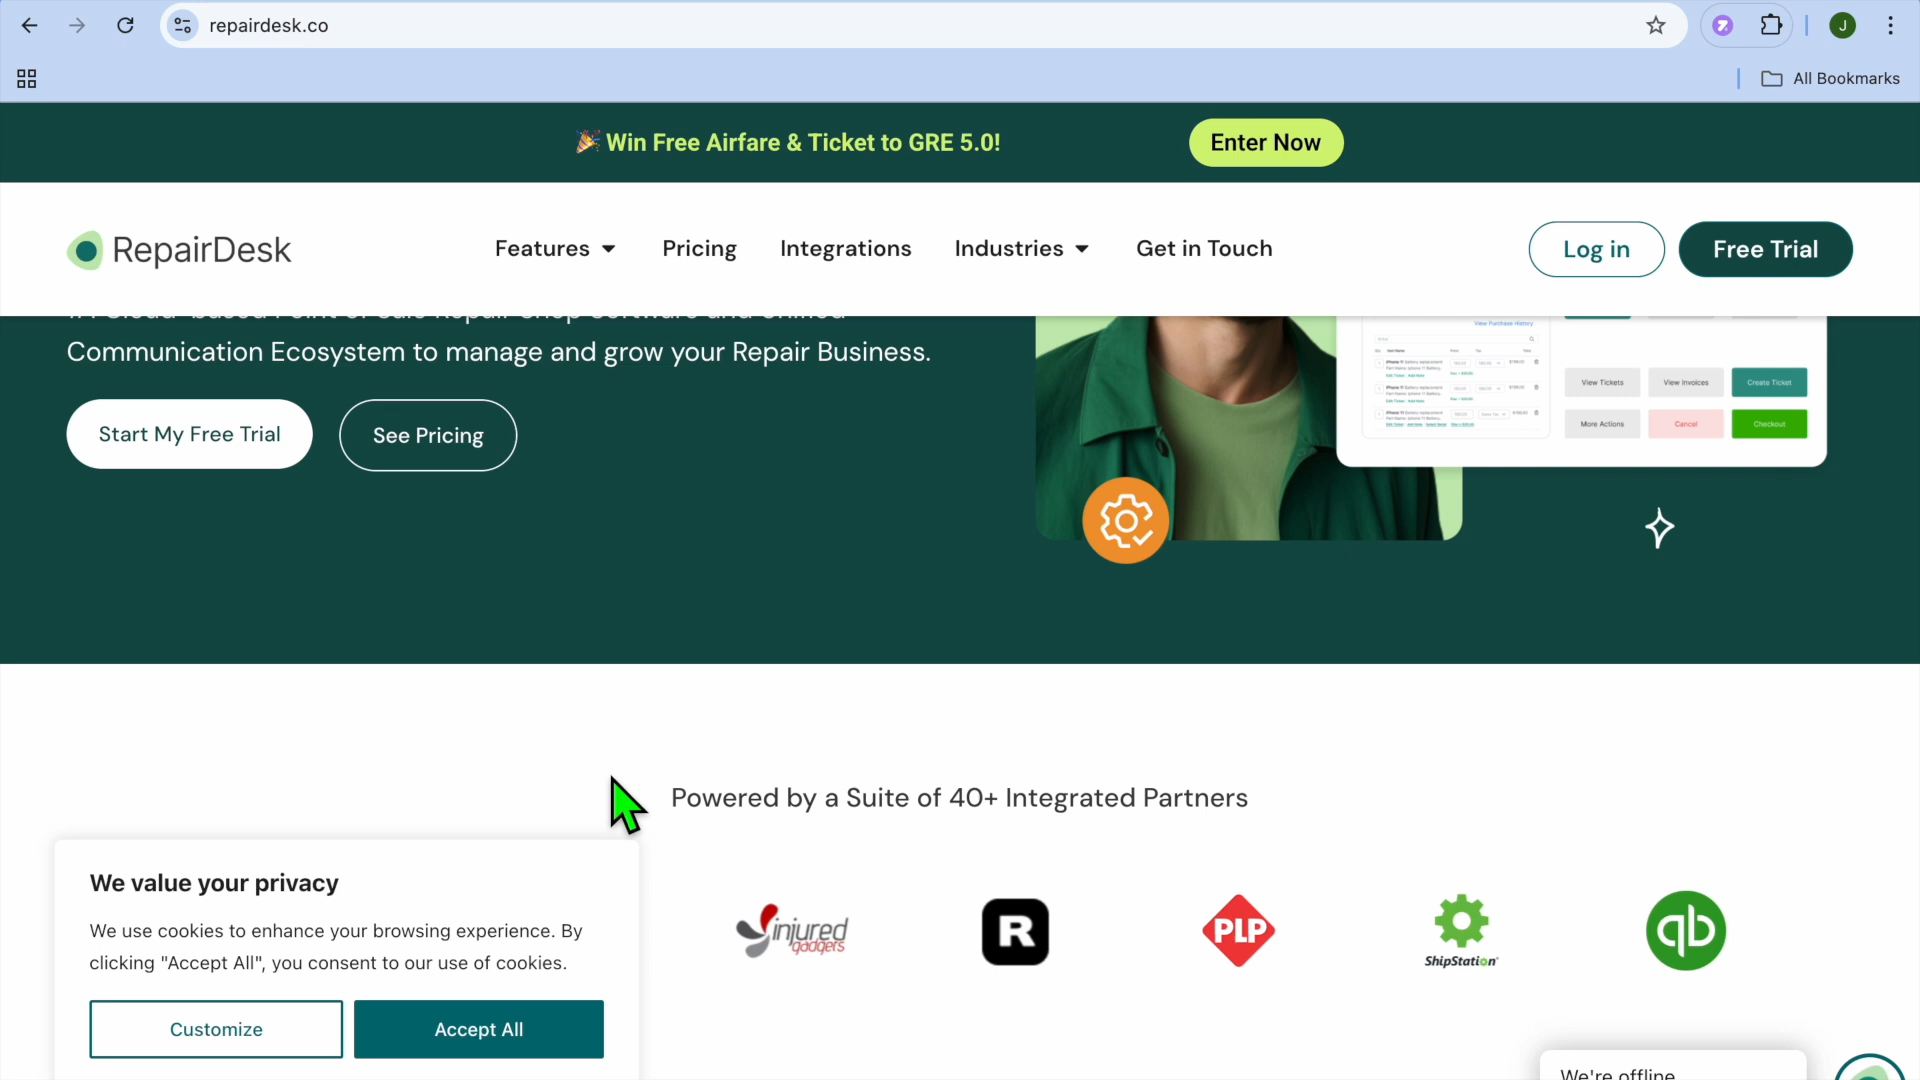 repairdesk.co
J
All Bookmarks
🎉 Win Free Airfare & Ticket to GRE 5.0!
Enter Now
RepairDesk
Features
Pricing
Integrations
Industries
Get in Touch
Log in
Free Trial
Communication Ecosystem to manage and grow your Repair Business.
Start My Free Trial
See Pricing
View Purchase History
View Tickets
View Invoices
Create Ticket
More Actions
Cancel
Checkout
Powered by a Suite of 40+ Integrated Partners
injured
gadgets
R
PLP
ShipStation
qb
We value your privacy
We use cookies to enhance your browsing experience. By
clicking "Accept All", you consent to our use of cookies.
Customize
Accept All
We're offline